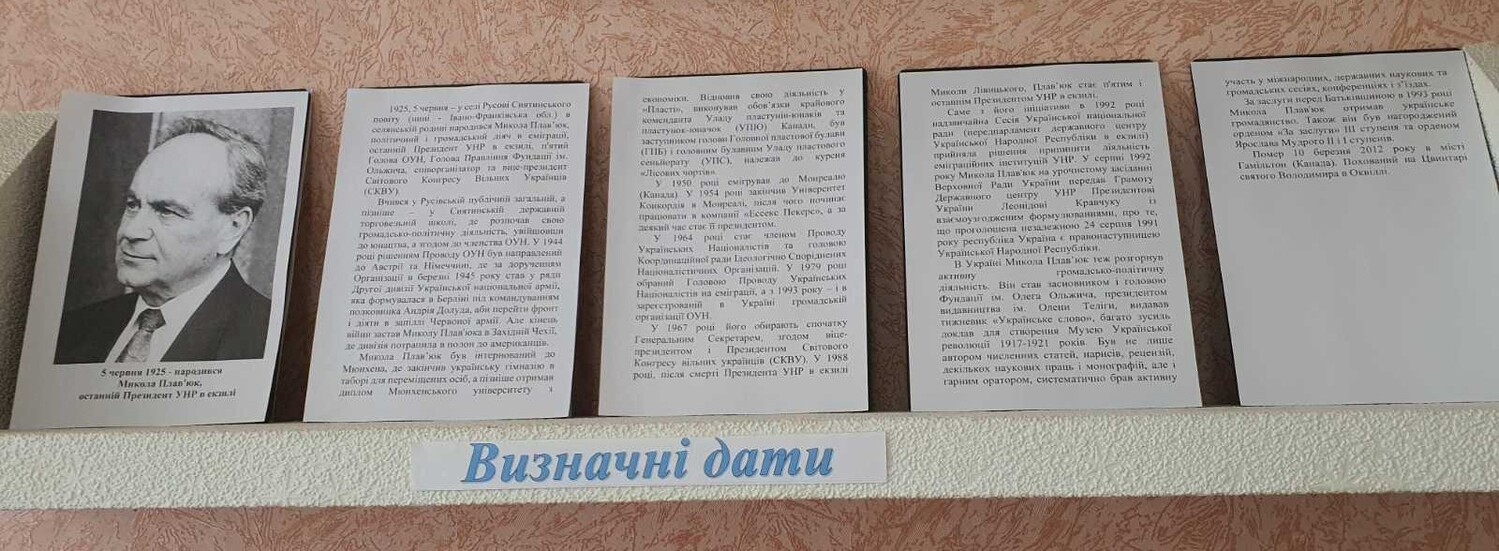 5 червня 1925 - народився
Микола Плав'юк,
останній Президент УНР в екзилі
1925, 5 червня – у селі Русові Снятинського
повіту (нині - Івано-Франківська обл.) в
селянській родині народився Микола Плав'юк,
політичний і громадський діяч в еміграції,
останній Президент УНР в екзилі, п'ятий
Голова ОУН, Голова Правління Фундації ім.
Ольжича, співорганізатор та віце-президент
Світового Конгресу Вільних Українців
(СКВУ).
Вчився у Русівській публічній загальній, а
пізніше – у Снятинській державній
торговельній школі, де розпочав свою
громадсько-політичну діяльність, увійшовши
до юнацтва, а згодом до членства ОУН. У 1944
році рішенням Проводу ОУН був направлений
до Австрії та Німеччини, де за дорученням
Організації в березні 1945 року став у ряди
Другої дивізії Української національної армії,
яка формувалася в Берліні під командуванням
полковника Андрія Долуда, аби перейти фронт
і діяти в запіллі Червоної армії. Але кінець
війни застав Миколу Плав'юка в Західній Чехії,
де дивізія потрапила в полон до американців.
Микола Плав'юк був інтернований до
Мюнхена, де закінчив українську гімназію в
таборі для переміщених осіб, а пізніше отримав
диплом Мюнхенського університету з
економіки. Відновив свою діяльність у
«Пласті», виконував обов'язки крайового
коменданта Уладу пластунів-юнаків та
пластунок-юначок (УПЮ) Канади, був
заступником голови Головної пластової булави
(ГПБ) і головним булавним Уладу пластового
сеньйорату (УПС), належав до куреня
«Лісових чортів».
У 1950 році емігрував до Монреалю
(Канада). У 1954 році закінчив Університет
Конкордія в Монреалі, після чого починає
працювати в компанії «Ессекс Пекерс», а за
деякий час стає її президентом.
У 1964 році стає членом Проводу
Українських Націоналістів та головою
Координаційної ради Ідеологічно Споріднених
Націоналістичних Організацій. У 1979 році
обраний Головою Проводу Українських
Націоналістів на еміграції, а з 1993 року – і в
зареєстрованій в Україні громадській
організації ОУН.
У 1967 році його обирають спочатку
Генеральним Секретарем, згодом віце-
президентом і Президентом Світового
Конгресу вільних українців (СКВУ). У 1988
році, після смерті Президента УНР в екзилі
Миколи Лівицького, Плав'юк стає п'ятим і
останнім Президентом УНР в екзилі.
Саме з його ініціативи в 1992 році
надзвичайна Сесія Української національної
ради (передпарламент державного центру
Української Народної Республіки в екзилі)
прийняла рішення припинити діяльність
еміграційних інституцій УНР. У серпні 1992
року Микола Плав'юк на урочистому засіданні
Верховної Ради України передав Грамоту
Державного центру УНР Президентові
України Леонідові Кравчуку із
взаємоузгодженим формулюваннями, про те,
що проголошена незалежною 24 серпня 1991
року республіка Україна є правонаступницею
Української Народної Республіки.
В Україні Микола Плав'юк теж розгорнув
активну громадсько-політичну
діяльність. Він став засновником і головою
Фундації ім. Олега Ольжича, президентом
видавництва ім. Олени Теліги, видавав
тижневик «Українське слово», багато зусиль
доклав для створення Музею Української
революції 1917-1921 років. Був не лише
автором численних статей, нарисів, рецензій,
декількох наукових праць і монографій, але і
гарним оратором, систематично брав активну
участь у міжнародних, державних наукових та
громадських сесіях, конференціях і з'їздах.
За заслуги перед Батьківщиною в 1993 році
Микола Плав'юк отримав українське
громадянство. Також він був нагороджений
орденом «За заслуги» ІІІ ступеня та орденом
Ярослава Мудрого ІІ і І ступенів.
Помер 10 березня 2012 року в місті
Гамільтон (Канада). Похований на Цвинтарі
святого Володимира в Оквіллі.
Визначні дати